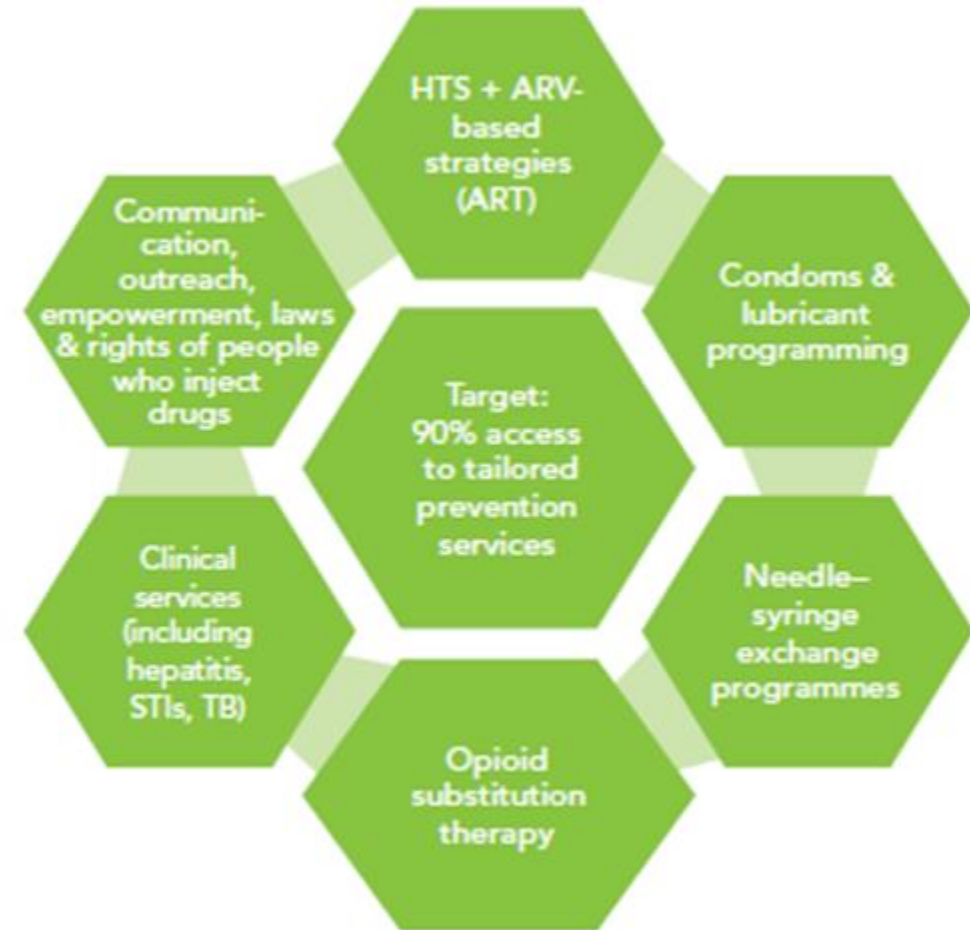 HTS + ARV-
based
strategies
(ART)
Condoms &
lubricant
programming
Needle–
syringe
exchange
programmes
Opioid
substitution
therapy
Clinical
services
(including
hepatitis,
STIs, TB)
Communi-
cation,
outreach,
empowerment, laws
& rights of people
who inject
drugs
Target:
90% access
to tailored
prevention
services